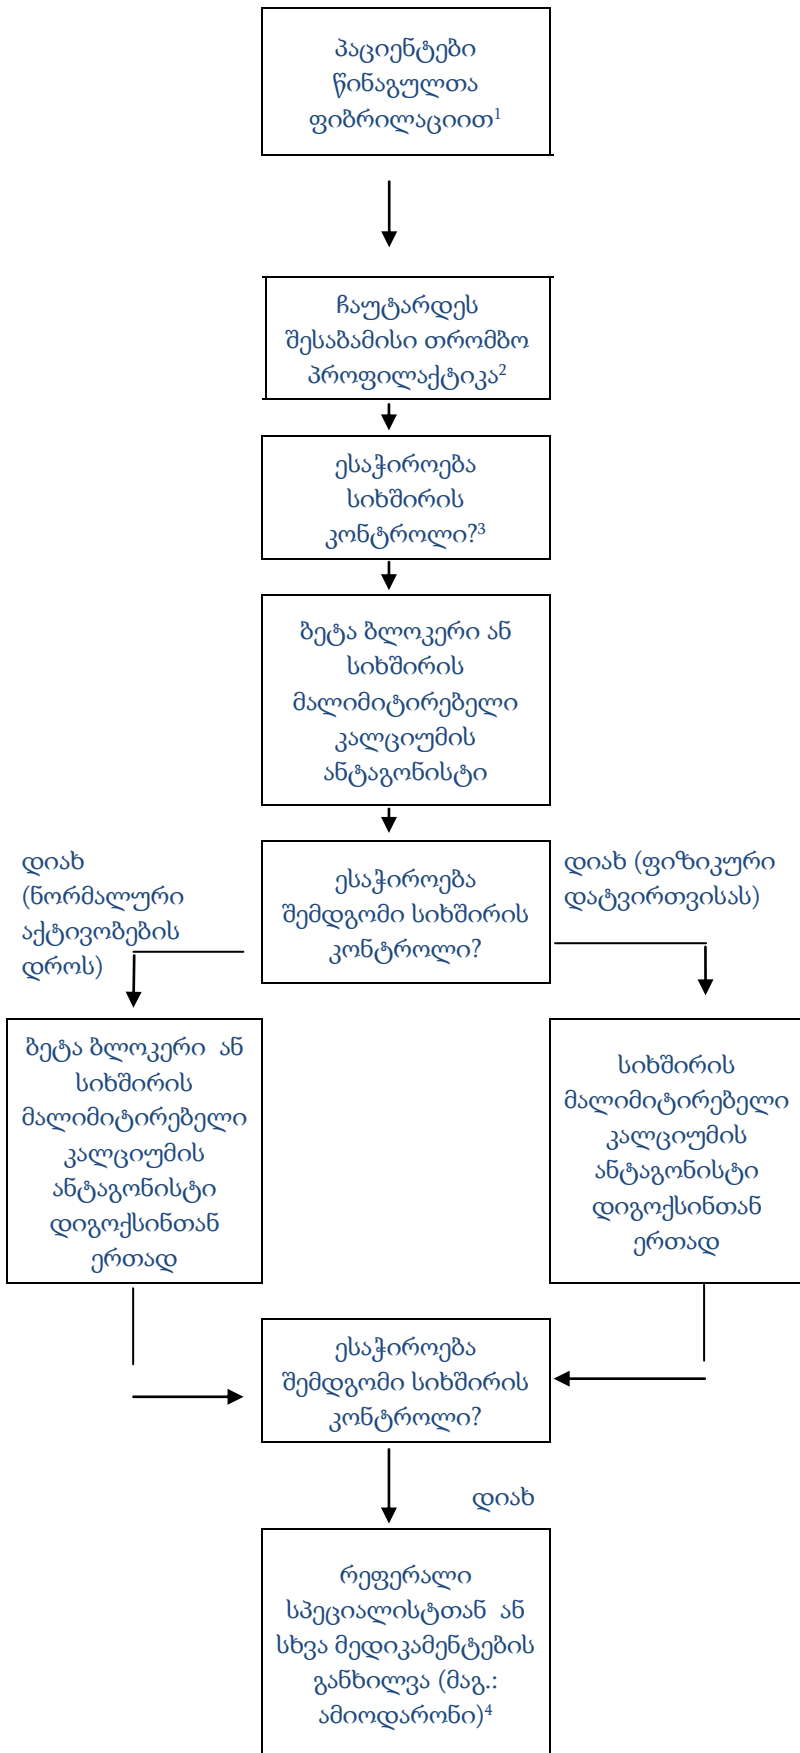 პაციენტები
წინაგულთა
ფიბრილაციით¹
ჩაუტარდეს
შესაბამისი თრომბო
პროფილაქტიკა²
ესაჭიროება
სიხშირის
კონტროლი?³
ბეტა ბლოკერი ან
სიხშირის
მალიმიტირებელი
კალციუმის
ანტაგონისტი
ესაჭიროება
შემდგომი სიხშირის
კონტროლი?
დიახ
(ნორმალური
აქტივობების
დროს)
დიახ (ფიზიკური
დატვირთვისას)
ბეტა ბლოკერი ან
სიხშირის
მალიმიტირებელი
კალციუმის
ანტაგონისტი
დიგოქსინთან
ერთად
სიხშირის
მალიმიტირებელი
კალციუმის
ანტაგონისტი
დიგოქსინთან
ერთად
ესაჭიროება
შემდგომი სიხშირის
კონტროლი?
დიახ
რეფერალი
სპეციალისტთან ან
სხვა მედიკამენტების
განხილვა (მაგ.:
ამიოდარონი)⁴